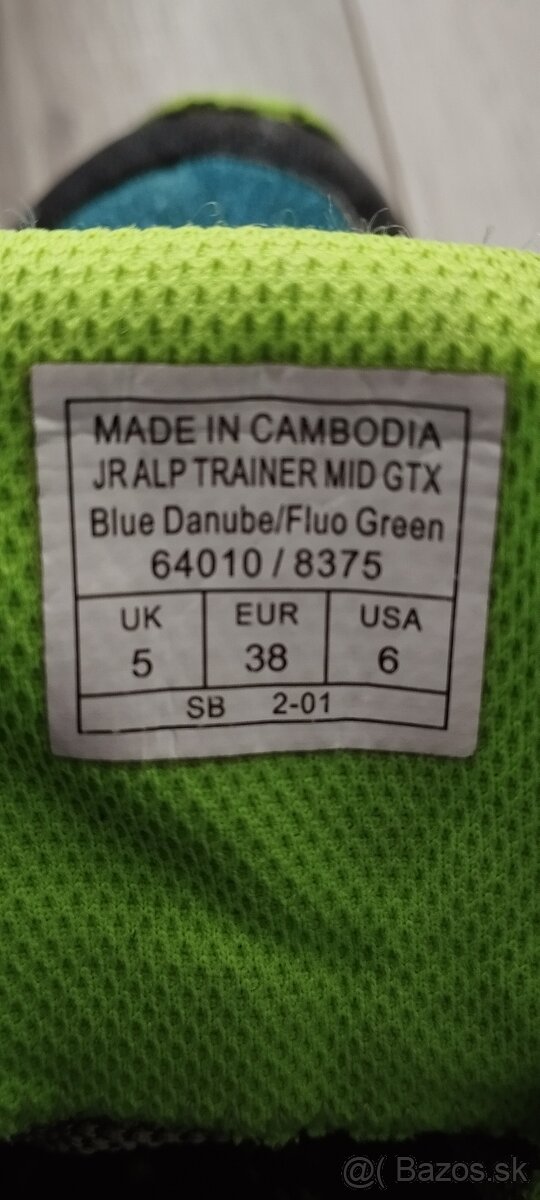 MADE IN CAMBODIA
JR ALP TRAINER MID GTX
Blue Danube/Fluo Green
64010 / 8375
UK EUR USA
5 38 6
SB 2-01
@( Bazos.sk